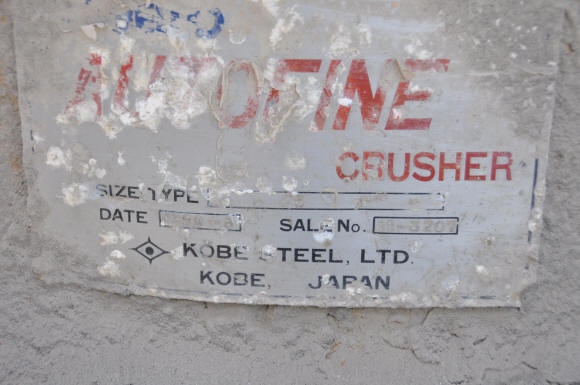 AUTOFINE
CRUSHER
SIZE TYPE
DATE SALE No.
KOBE STEEL, LTD.
KOBE, JAPAN